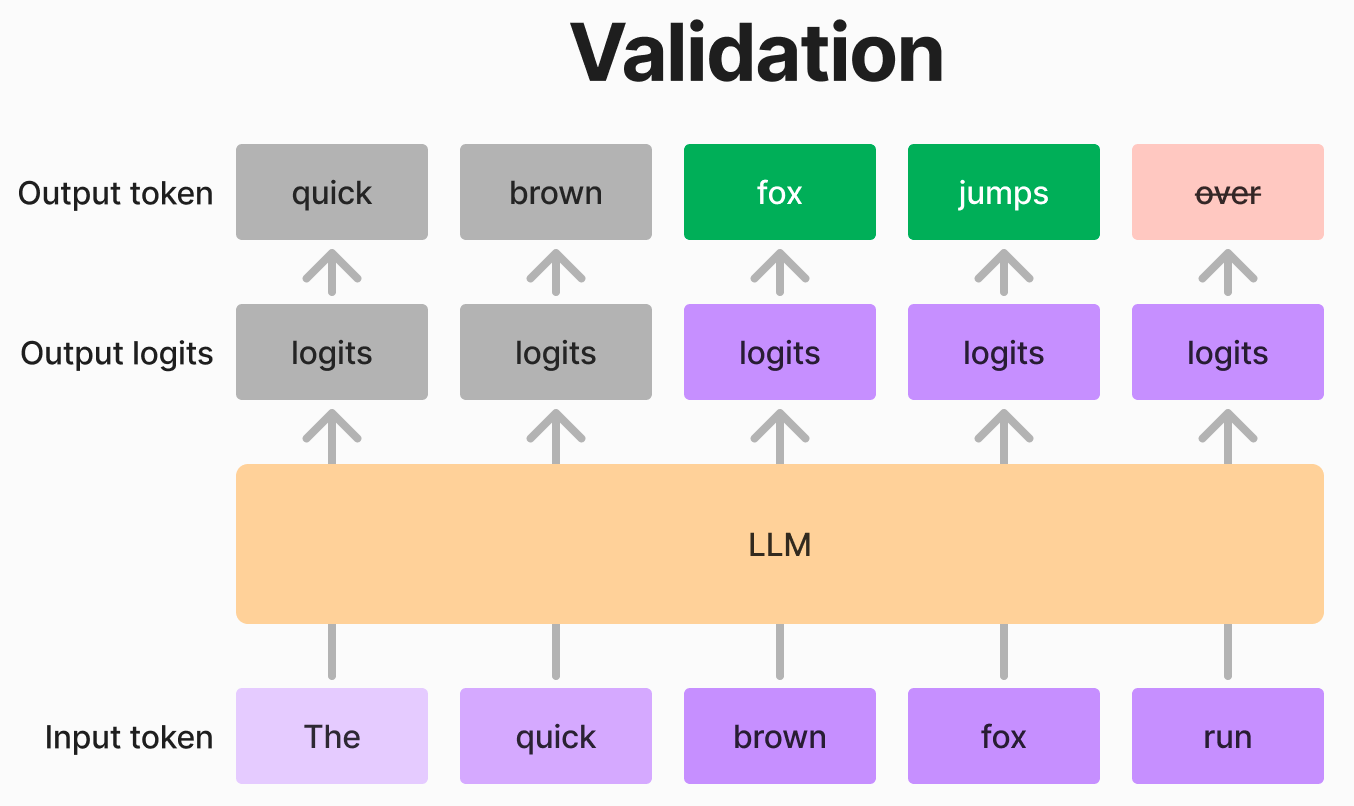 Validation
Output token quick brown fox jumps over
Output logits logits logits logits logits logits
LLM
Input token The quick brown fox run